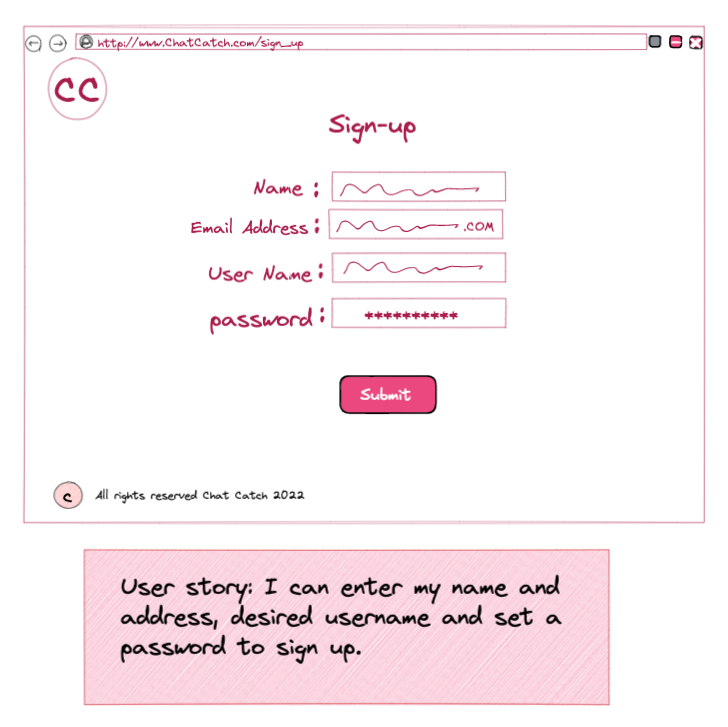 http://www.ChatCatch.com/sign_up
CC
Sign-up
Name :
Email Address : .COM
User Name :
password : **********
Submit
c All rights reserved Chat Catch 2022
User story: I can enter my name and
address, desired username and set a
password to sign up.